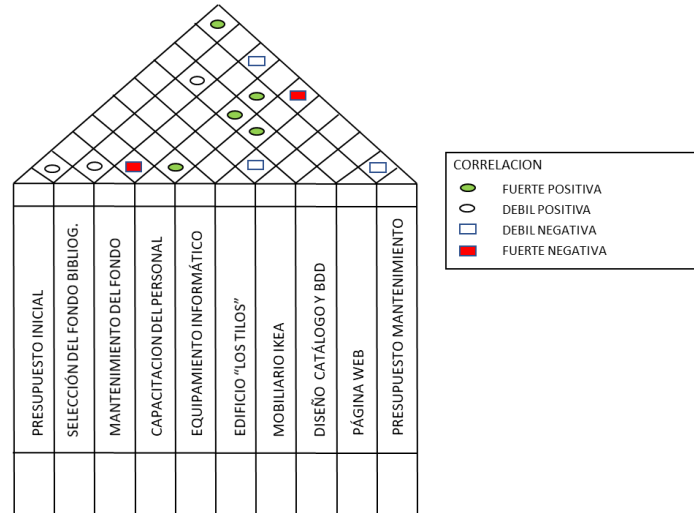 CORRELACION
FUERTE POSITIVA
DEBIL POSITIVA
DEBIL NEGATIVA
FUERTE NEGATIVA
PRESUPUESTO INICIAL
SELECCIÓN DEL FONDO BIBLIOG.
MANTENIMIENTO DEL FONDO
CAPACITACION DEL PERSONAL
EQUIPAMIENTO INFORMÁTICO
EDIFICIO “LOS TILOS”
MOBILIARIO IKEA
DISEÑO CATÁLOGO Y BDD
PÁGINA WEB
PRESUPUESTO MANTENIMIENTO